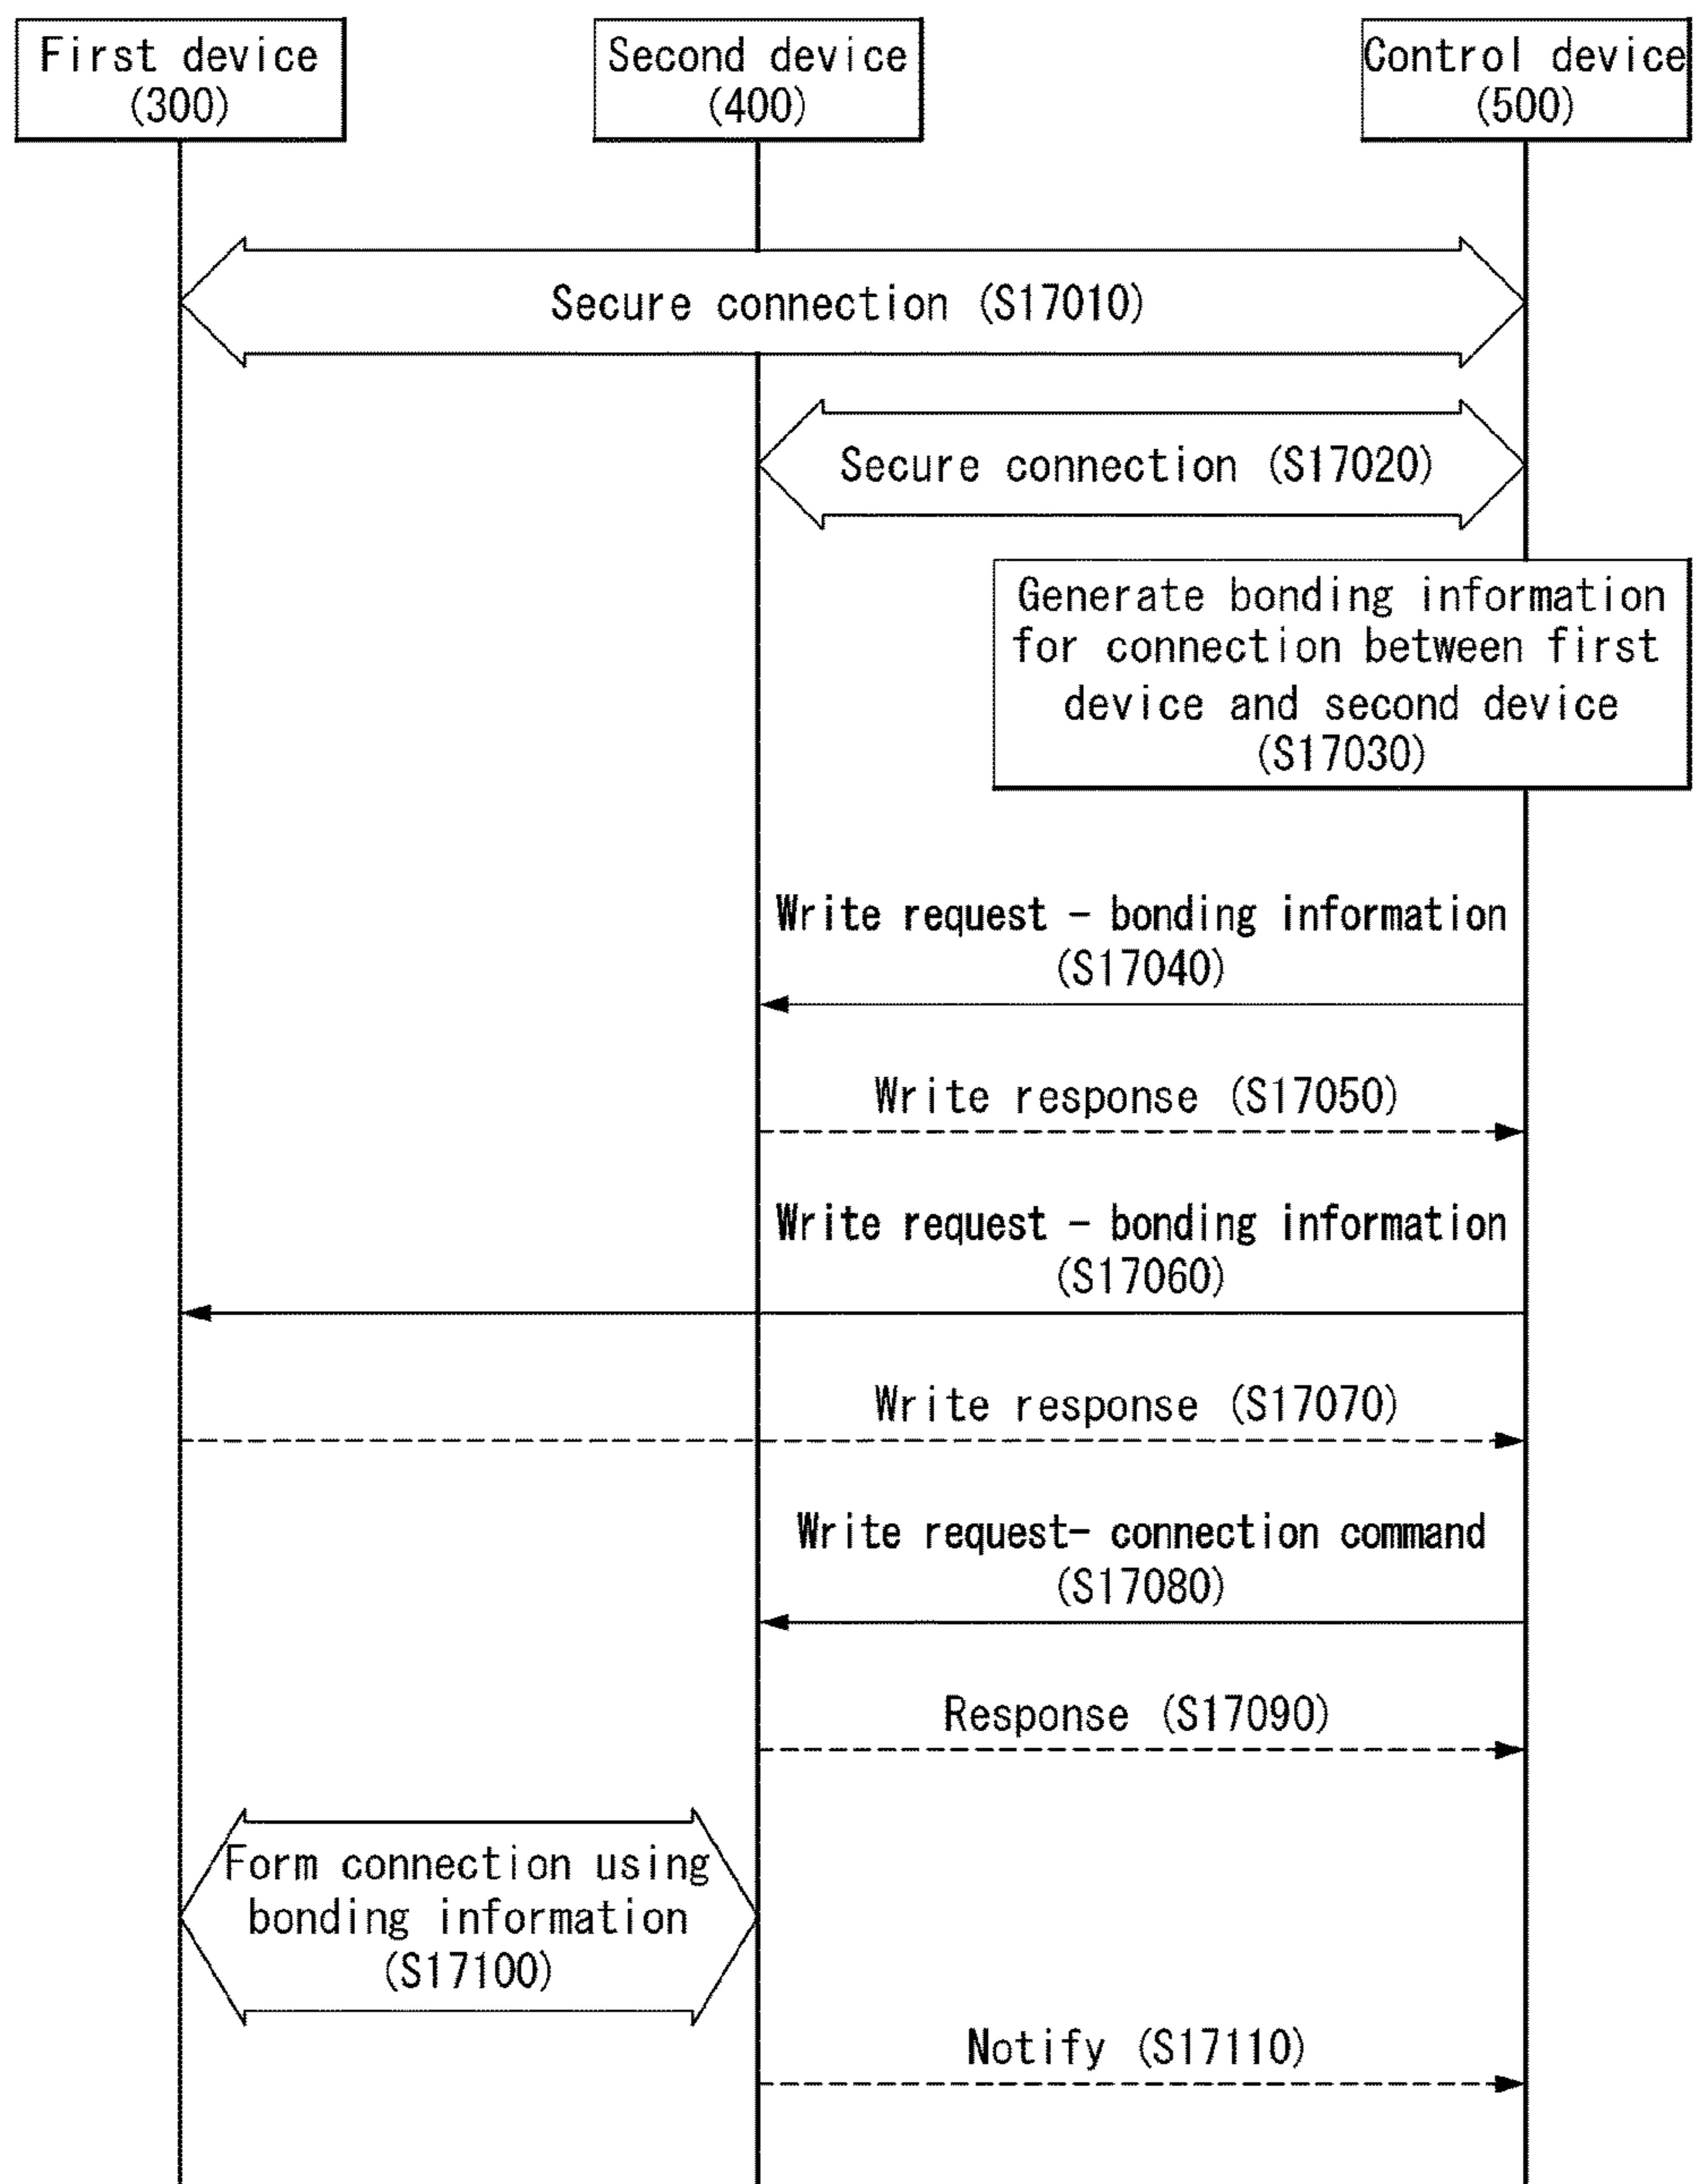 First device
(300)
Second device
(400)
Control device
(500)
Secure connection (S17010)
Secure connection (S17020)
Generate bonding information
for connection between first
device and second device
(S17030)
Write request – bonding information
(S17040)
Write response (S17050)
Write request – bonding information
(S17060)
Write response (S17070)
Write request– connection command
(S17080)
Response (S17090)
Form connection using
bonding information
(S17100)
Notify (S17110)